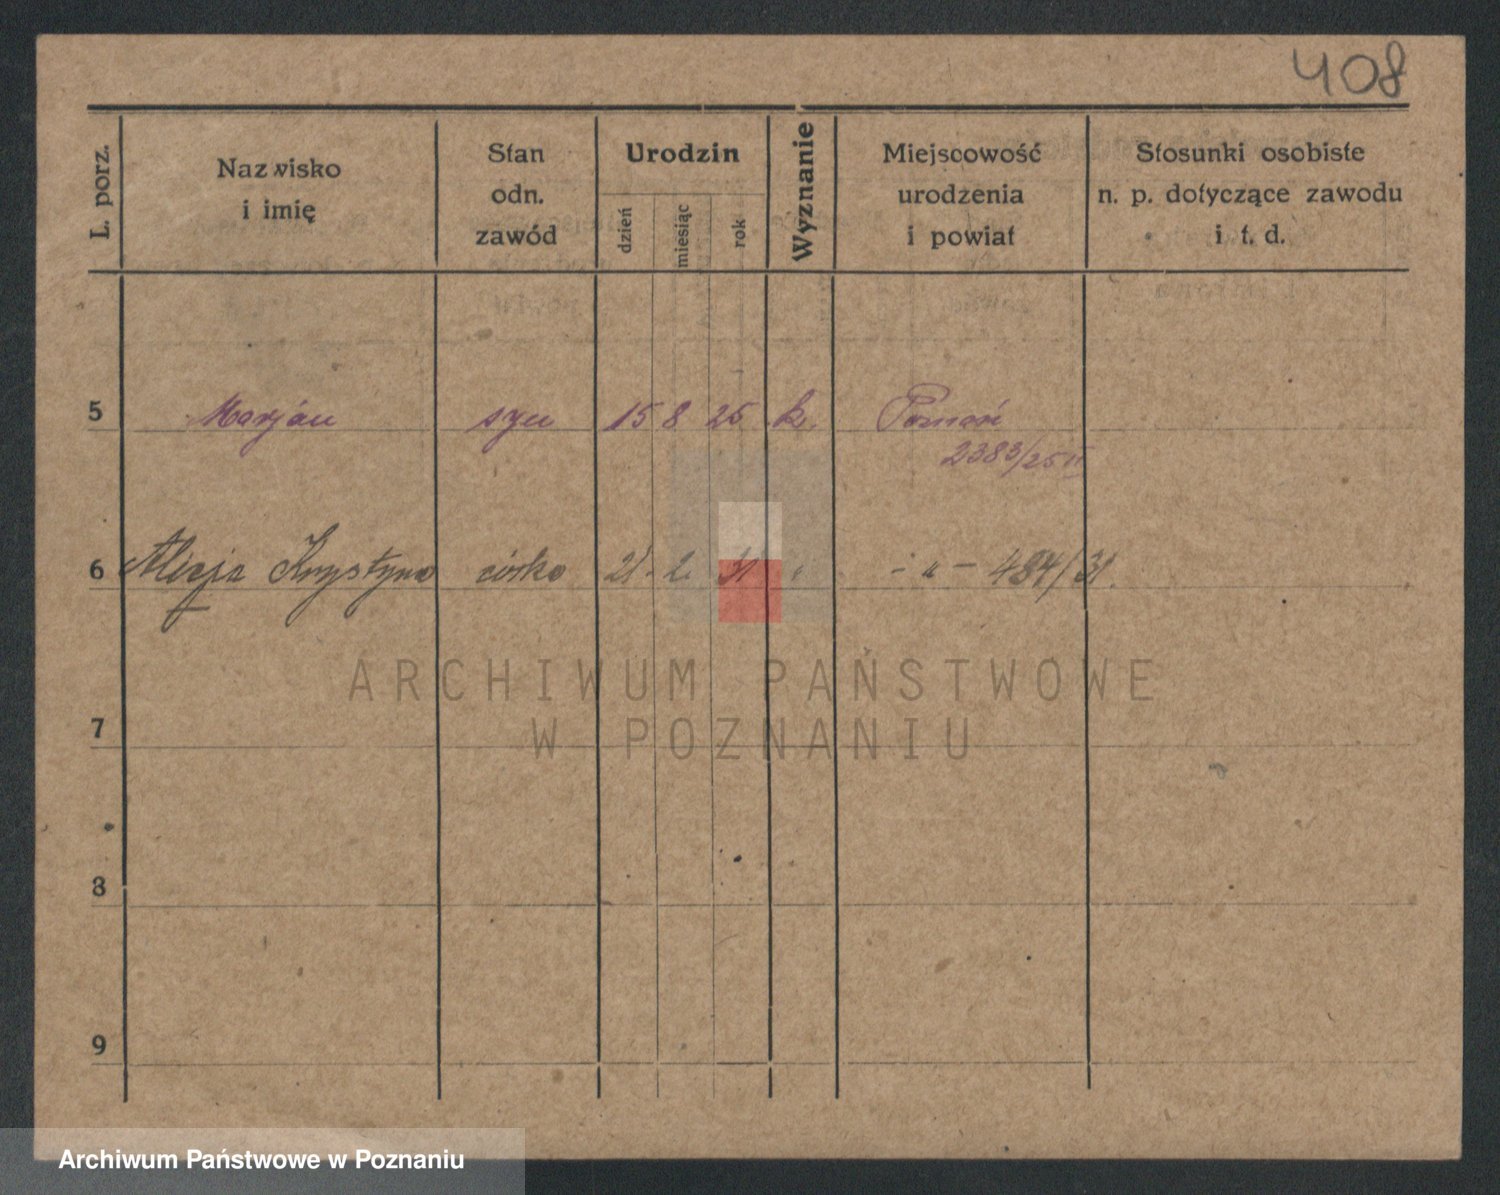 408
L. porz.
Nazwisko
i imię
Stan
odn.
zawód
Urodzin
dzień
miesiąc
rok
Wyznanie
Miejscowość
urodzenia
i powiat
Stosunki osobiste
n. p. dotyczące zawodu
i t. d.
5 Marjan syn 15 8 25 k. Poznań
2383/25 II
6 Alicja Krystyna córka 21. 2. 31 " - " - 484/31.
ARCHIWUM PAŃSTWOWE
W POZNANIU
7
8
9
Archiwum Państwowe w Poznaniu